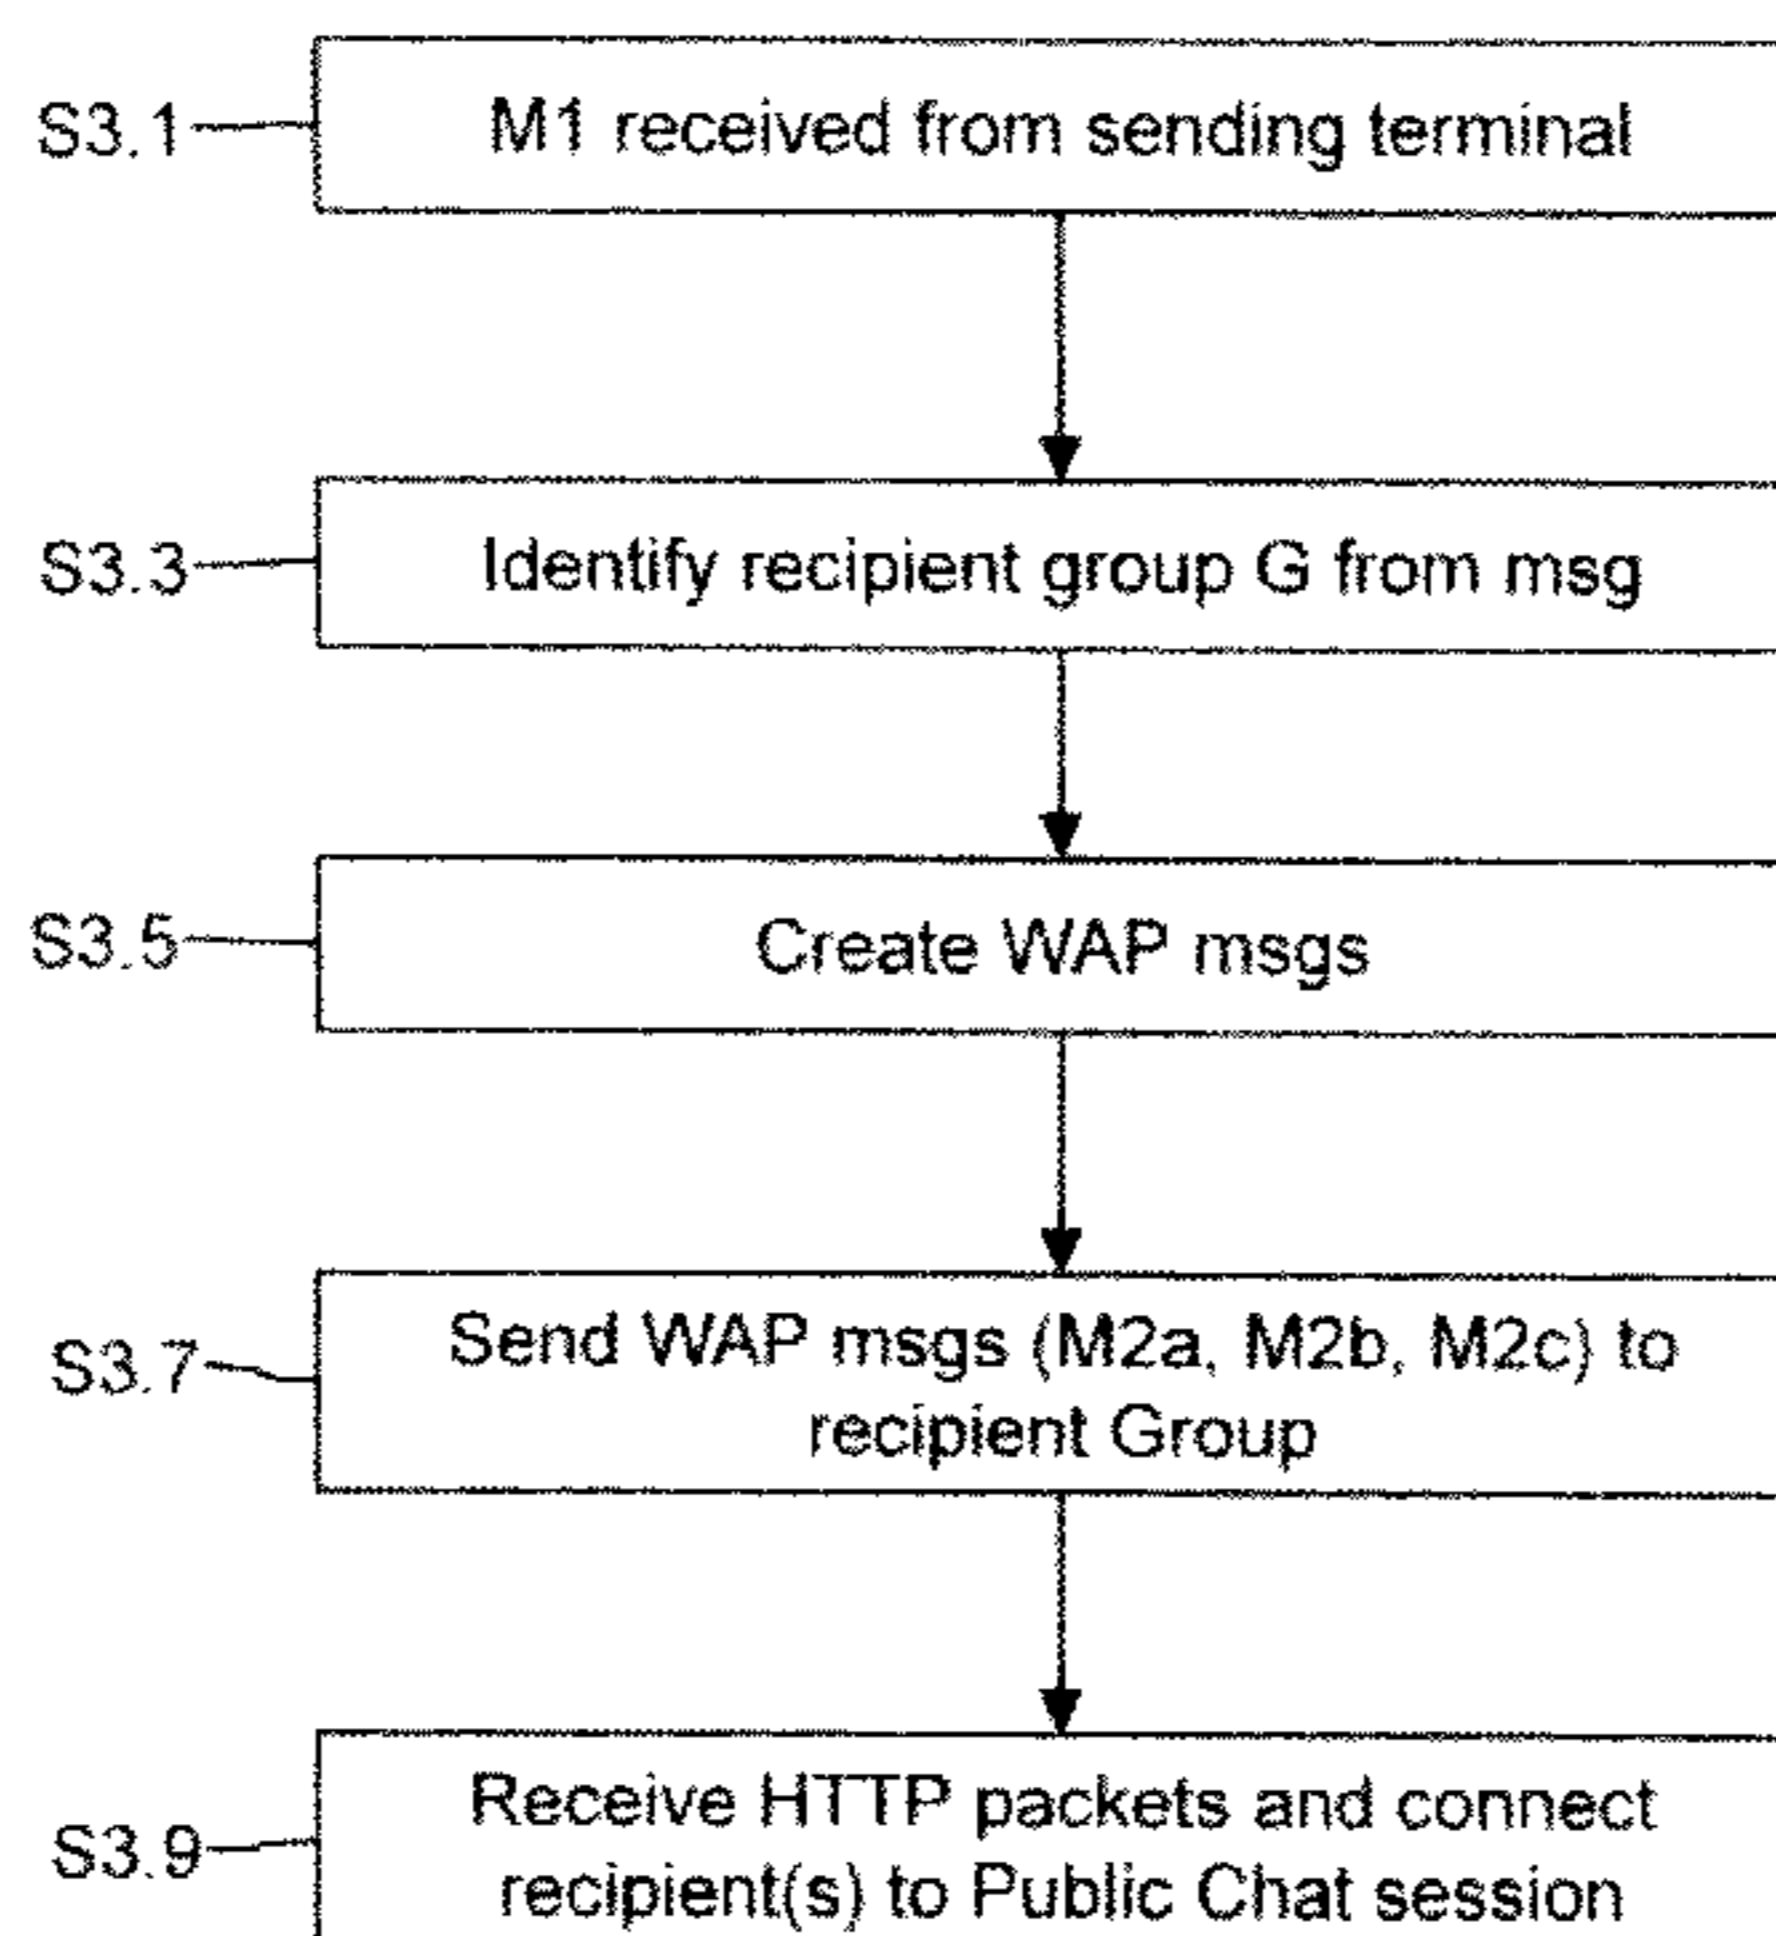 S3.1
M1 received from sending terminal
S3.3
Identify recipient group G from msg
S3.5
Create WAP msgs
S3.7
Send WAP msgs (M2a, M2b, M2c) to
recipient Group
S3.9
Receive HTTP packets and connect
recipient(s) to Public Chat session